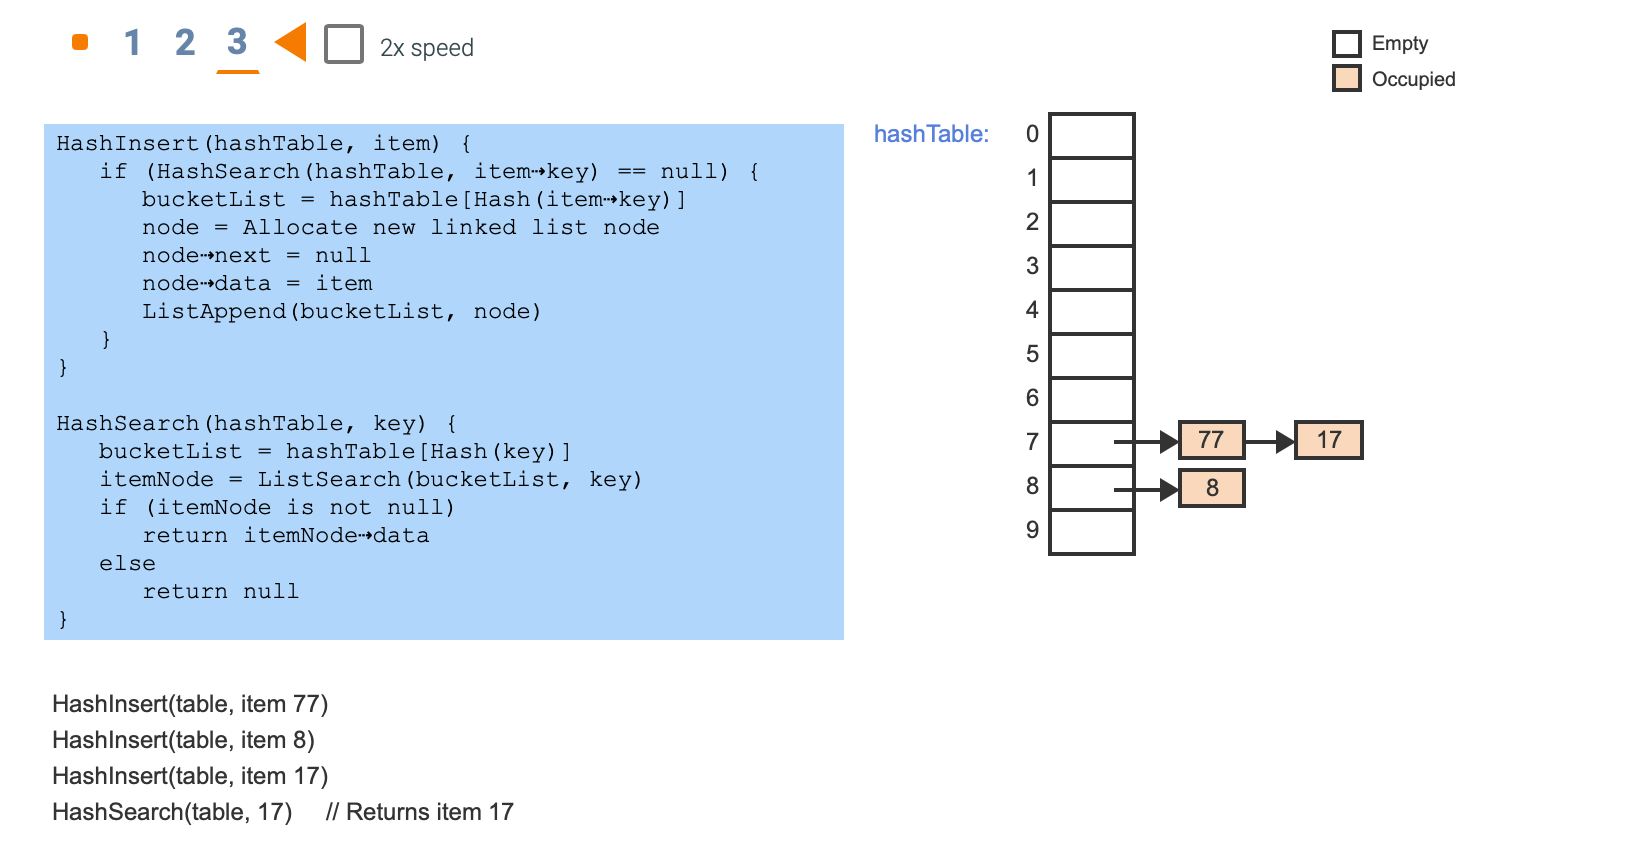 1 2 3 2x speed
Empty
Occupied
HashInsert(hashTable, item) {
if (HashSearch(hashTable, item⇢key) == null) {
bucketList = hashTable[Hash(item⇢key)]
node = Allocate new linked list node
node⇢next = null
node⇢data = item
ListAppend(bucketList, node)
}
}
HashSearch(hashTable, key) {
bucketList = hashTable[Hash(key)]
itemNode = ListSearch(bucketList, key)
if (itemNode is not null)
return itemNode⇢data
else
return null
}
hashTable: 0
1
2
3
4
5
6
7 77 17
8 8
9
HashInsert(table, item 77)
HashInsert(table, item 8)
HashInsert(table, item 17)
HashSearch(table, 17) // Returns item 17